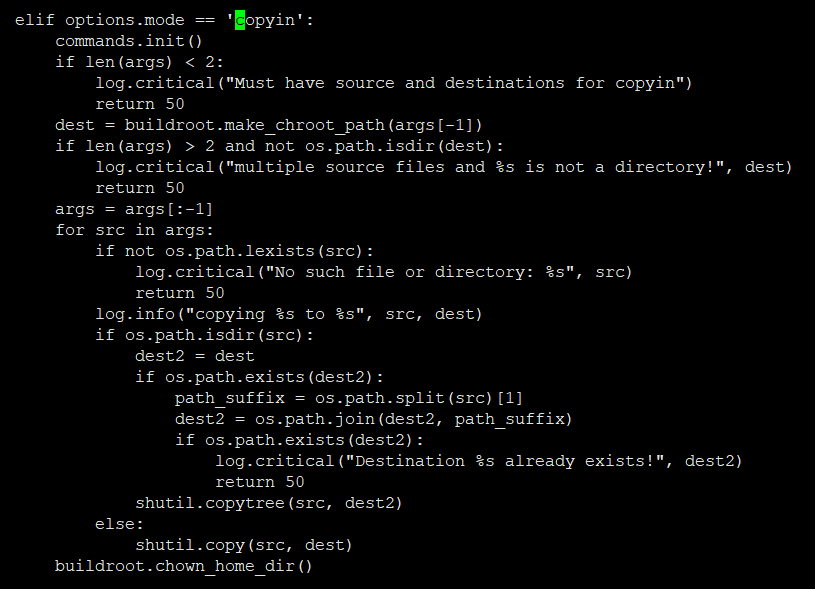 elif options.mode == 'copyin':
    commands.init()
    if len(args) < 2:
        log.critical("Must have source and destinations for copyin")
        return 50
    dest = buildroot.make_chroot_path(args[-1])
    if len(args) > 2 and not os.path.isdir(dest):
        log.critical("multiple source files and %s is not a directory!", dest)
        return 50
    args = args[:-1]
    for src in args:
        if not os.path.lexists(src):
            log.critical("No such file or directory: %s", src)
            return 50
        log.info("copying %s to %s", src, dest)
        if os.path.isdir(src):
            dest2 = dest
            if os.path.exists(dest2):
                path_suffix = os.path.split(src)[1]
                dest2 = os.path.join(dest2, path_suffix)
                if os.path.exists(dest2):
                    log.critical("Destination %s already exists!", dest2)
                    return 50
            shutil.copytree(src, dest2)
        else:
            shutil.copy(src, dest)
    buildroot.chown_home_dir()